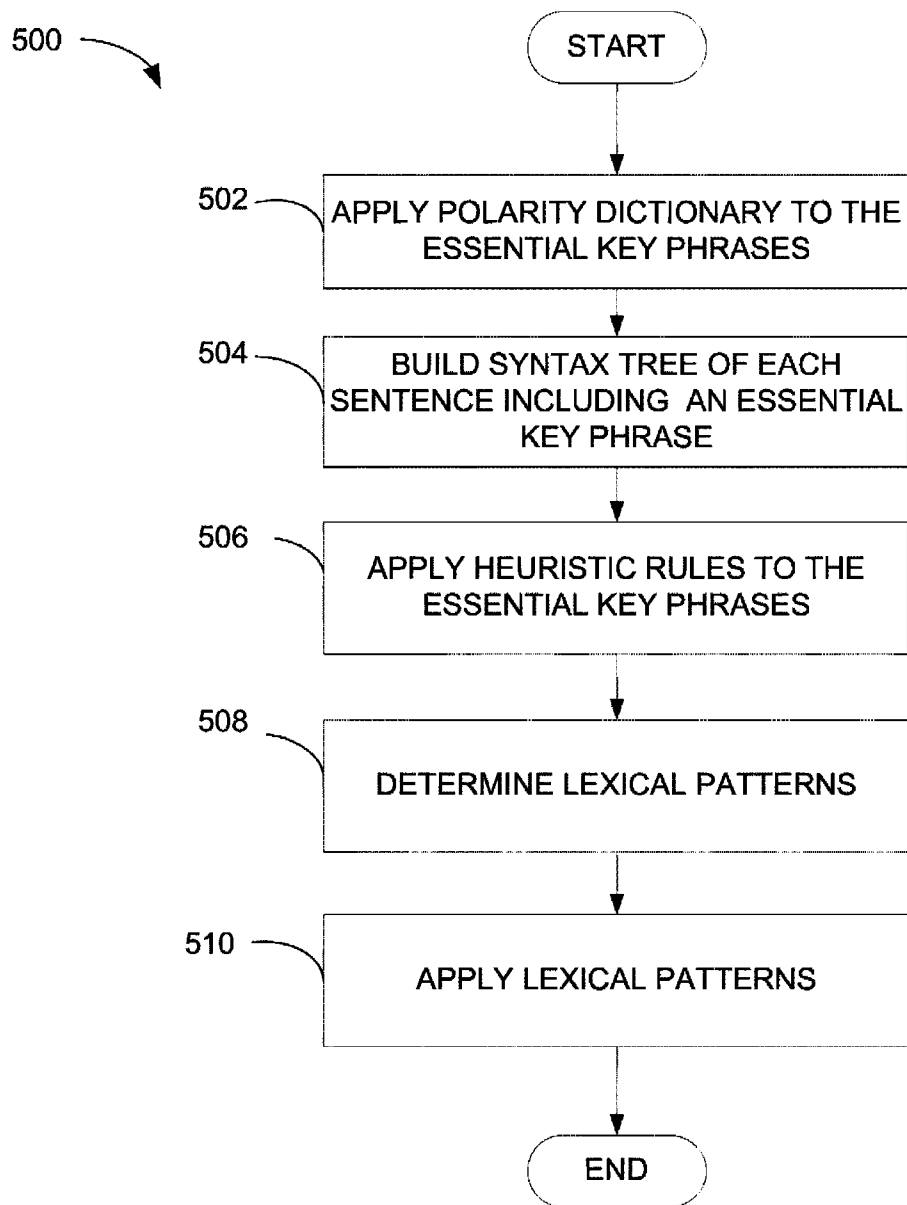 500
START
502
APPLY POLARITY DICTIONARY TO THE
ESSENTIAL KEY PHRASES
504
BUILD SYNTAX TREE OF EACH
SENTENCE INCLUDING AN ESSENTIAL
KEY PHRASE
506
APPLY HEURISTIC RULES TO THE
ESSENTIAL KEY PHRASES
508
DETERMINE LEXICAL PATTERNS
510
APPLY LEXICAL PATTERNS
END